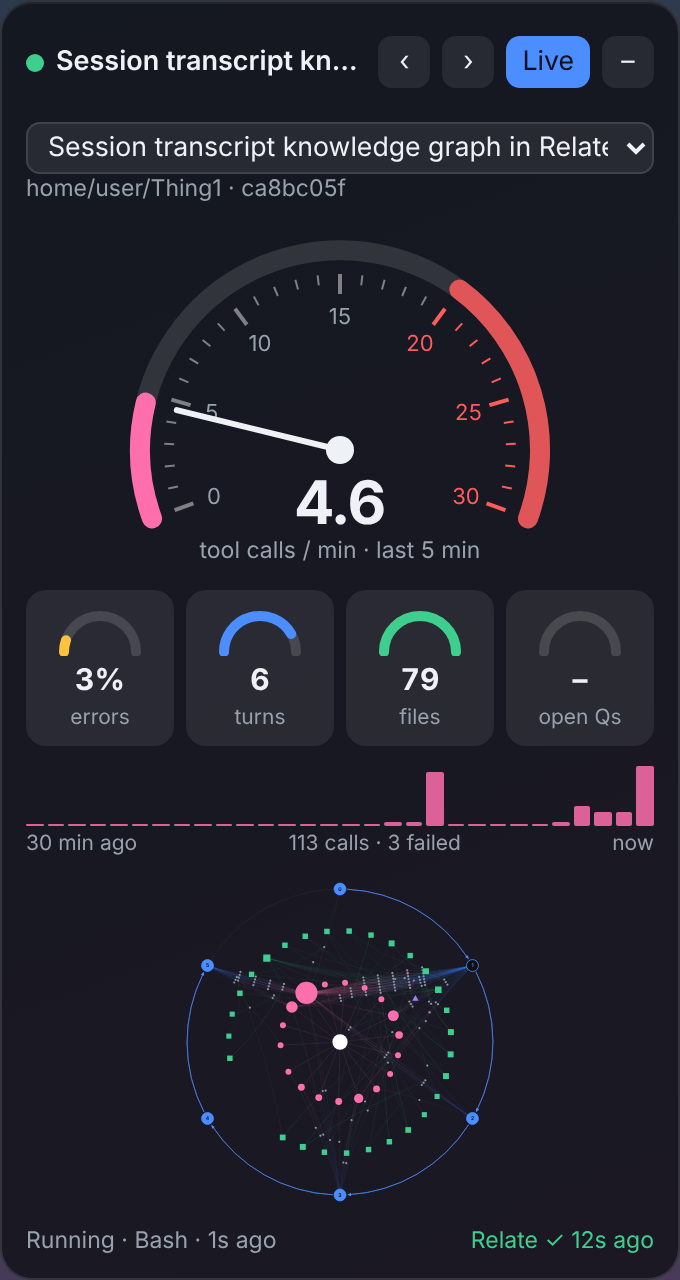 Session transcript kn... ‹ › Live –
Session transcript knowledge graph in Relate
home/user/Thing1 · ca8bc05f
15
10 20
5 25
0 30
4.6
tool calls / min · last 5 min
3% 6 79 –
errors turns files open Qs
30 min ago 113 calls · 3 failed now
Running · Bash · 1s ago Relate ✓ 12s ago